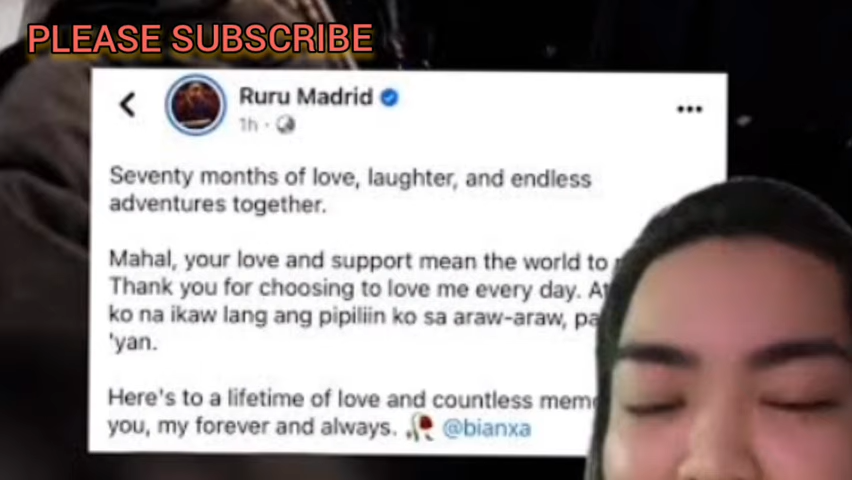 PLEASE SUBSCRIBE
Ruru Madrid
1h ·
Seventy months of love, laughter, and endless
adventures together.
Mahal, your love and support mean the world to
Thank you for choosing to love me every day.
ko na ikaw lang ang pipiliin ko sa araw-araw,
'yan.
Here's to a lifetime of love and countless
you, my forever and always. @bianxa